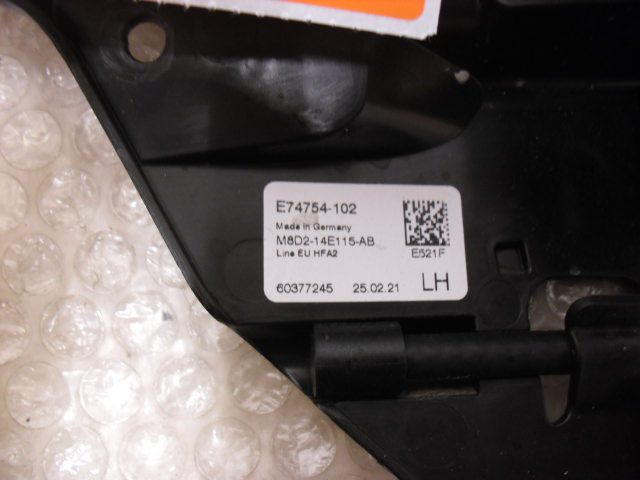 E74754-102
Made in Germany
M8D2-14E115-AB
E521F
Line EU HFA2
60377245 25.02.21 LH